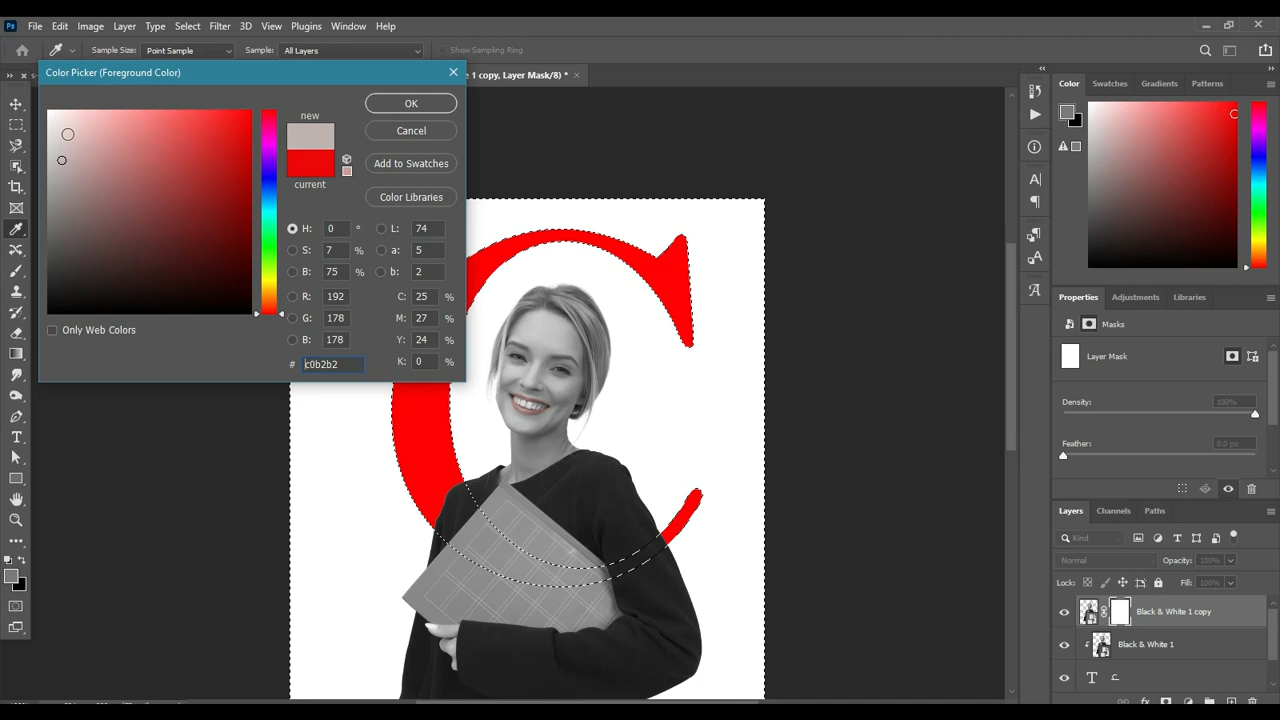 Ps File Edit Image Layer Type Select Filter 3D View Plugins Window Help
Sample Size: Point Sample Sample: All Layers Show Sampling Ring
Color Picker (Foreground Color)
e 1 copy, Layer Mask/8) *
new
current
OK
Cancel
Add to Swatches
Color Libraries
H: 0 ° L: 74
S: 7 % a: 5
B: 75 % b: 2
R: 192 C: 25 %
G: 178 M: 27 %
B: 178 Y: 24 %
# c0b2b2 K: 0 %
Only Web Colors
C
Color Swatches Gradients Patterns
Properties Adjustments Libraries
Masks
Layer Mask
Density: 100%
Feather: 0.0 px
Layers Channels Paths
Kind
Normal Opacity: 100%
Lock: Fill: 100%
Black & White 1 copy
Black & White 1